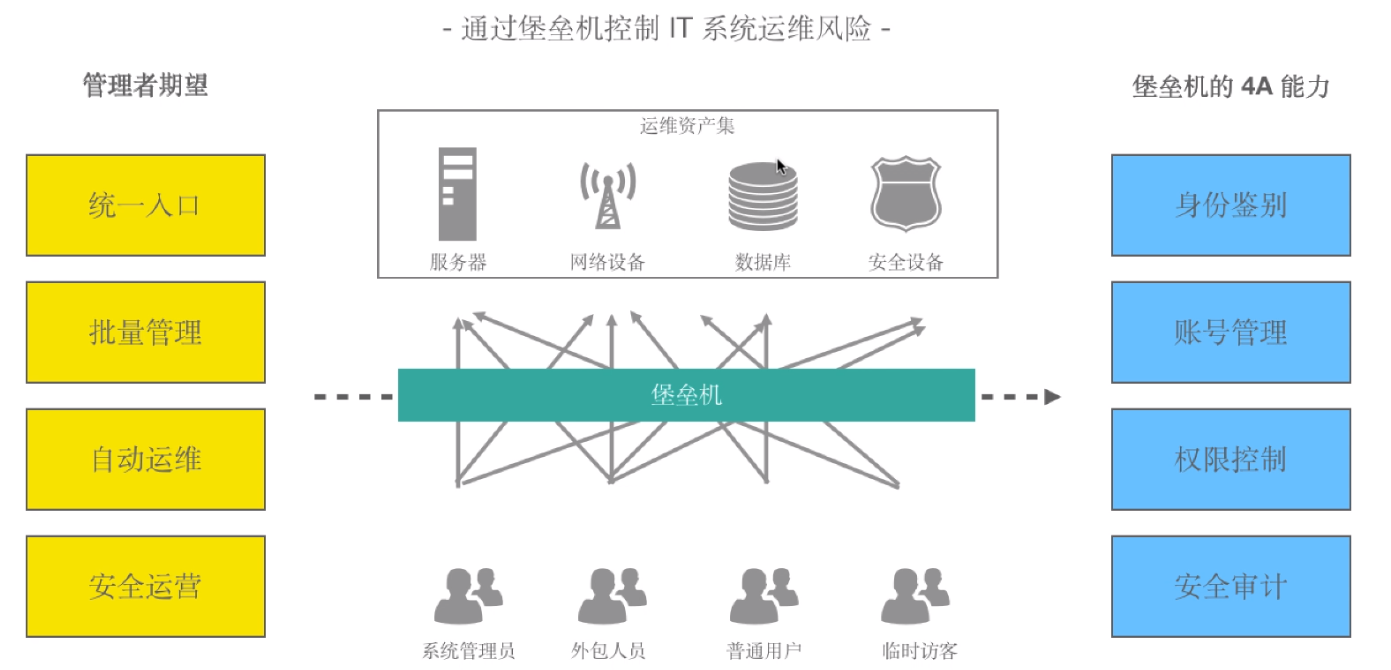 - 通过堡垒机控制 IT 系统运维风险 -
管理者期望
堡垒机的 4A 能力
运维资产集
统一入口
批量管理
自动运维
安全运营
服务器
网络设备
数据库
安全设备
堡垒机
系统管理员
外包人员
普通用户
临时访客
身份鉴别
账号管理
权限控制
安全审计